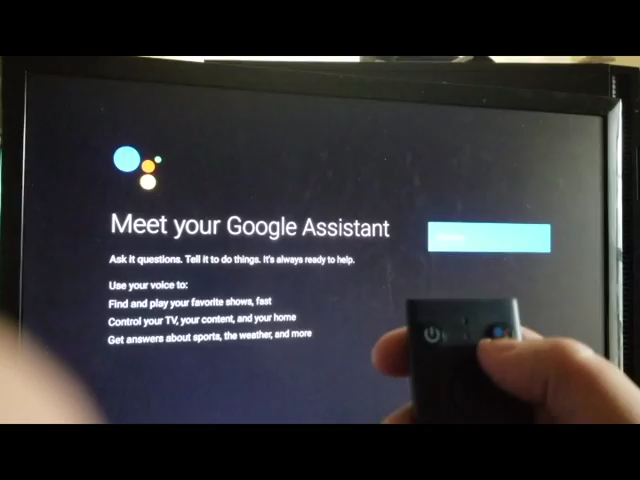 Meet your Google Assistant
Ask it questions. Tell it to do things. It's always ready to help.
Use your voice to:
Find and play your favorite shows, fast
Control your TV, your content, and your home
Get answers about sports, the weather, and more